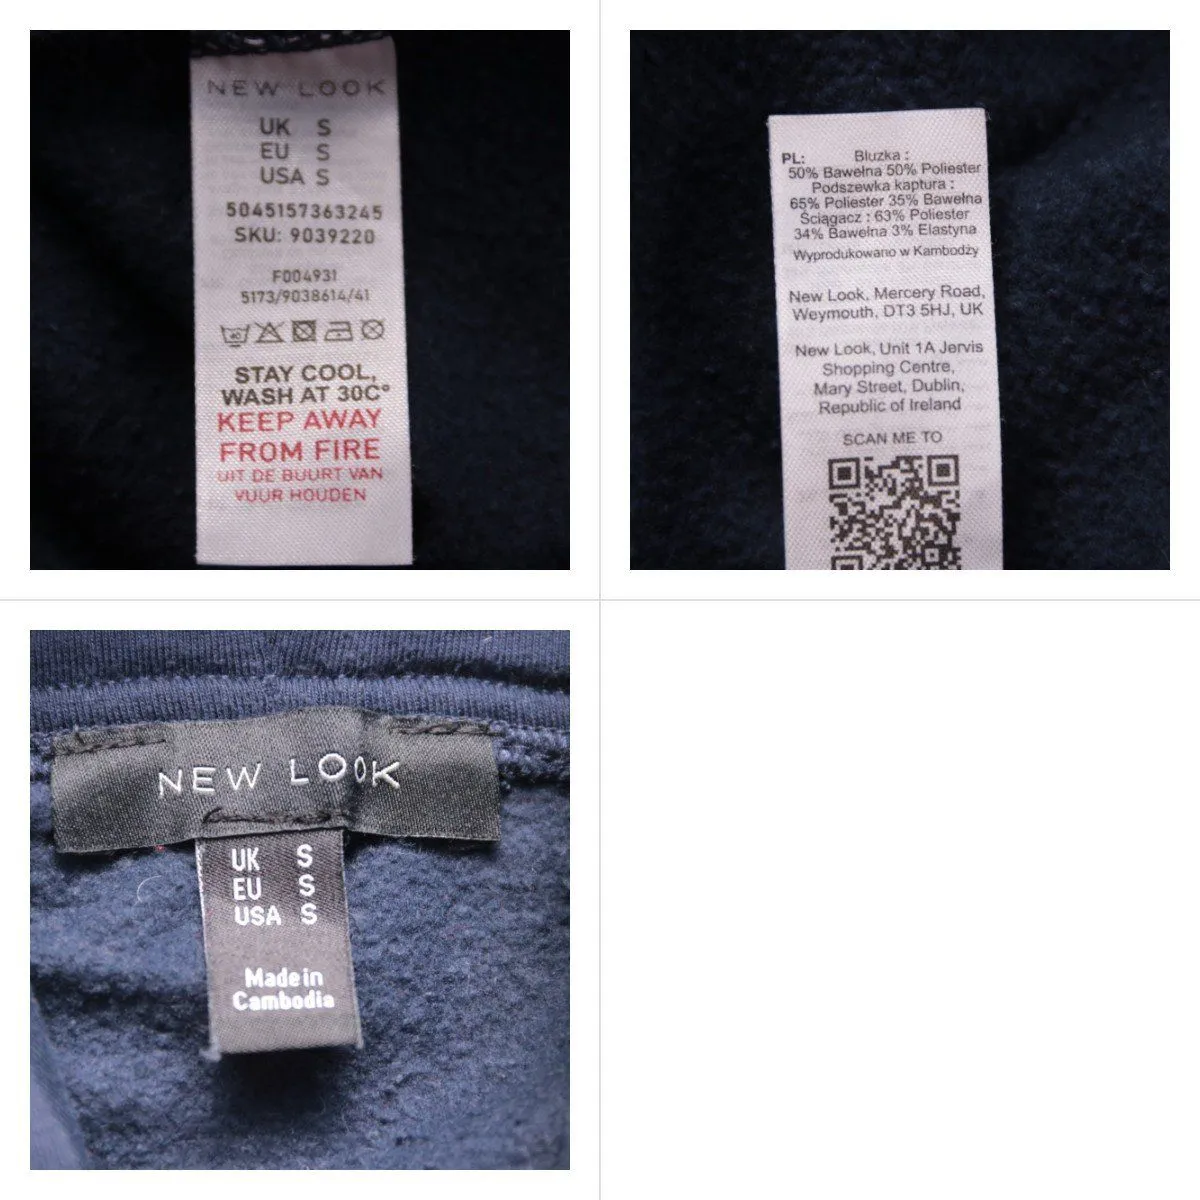 NEW LOOK
UK S
EU S
USA S
5045157363245
SKU: 9039220
F004931
5173/9038614/41
40
STAY COOL,
WASH AT 30C°
KEEP AWAY
FROM FIRE
UIT DE BUURT VAN
VUUR HOUDEN
PL: Bluzka :
50% Bawełna 50% Poliester
Podszewka kaptura :
65% Poliester 35% Bawełna
Ściągacz : 63% Poliester
34% Bawełna 3% Elastyna
Wyprodukowano w Kambodży
New Look, Mercery Road,
Weymouth, DT3 5HJ, UK
New Look, Unit 1A Jervis
Shopping Centre,
Mary Street, Dublin,
Republic of Ireland
SCAN ME TO
NEW LOOK
UK S
EU S
USA S
Made in
Cambodia